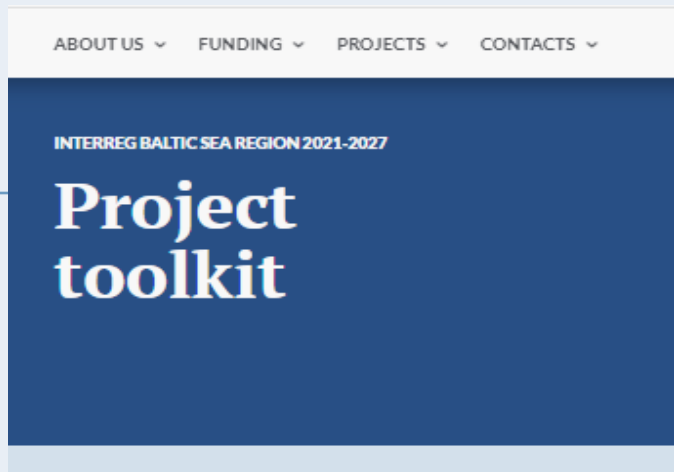 ABOUT US FUNDING PROJECTS CONTACTS
INTERREG BALTIC SEA REGION 2021-2027
Project
toolkit